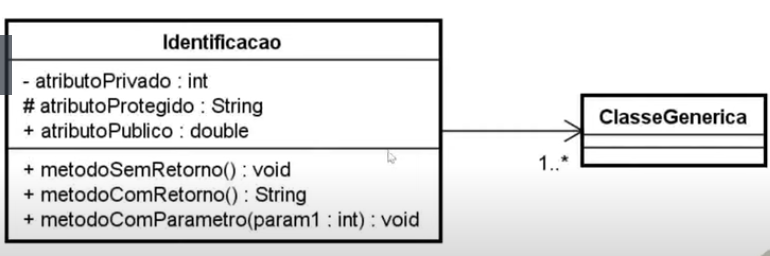 Identificacao
- atributoPrivado : int
# atributoProtegido : String
+ atributoPublico : double
+ metodoSemRetorno() : void
+ metodoComRetorno() : String
+ metodoComParametro(param1 : int) : void
ClasseGenerica
1..*